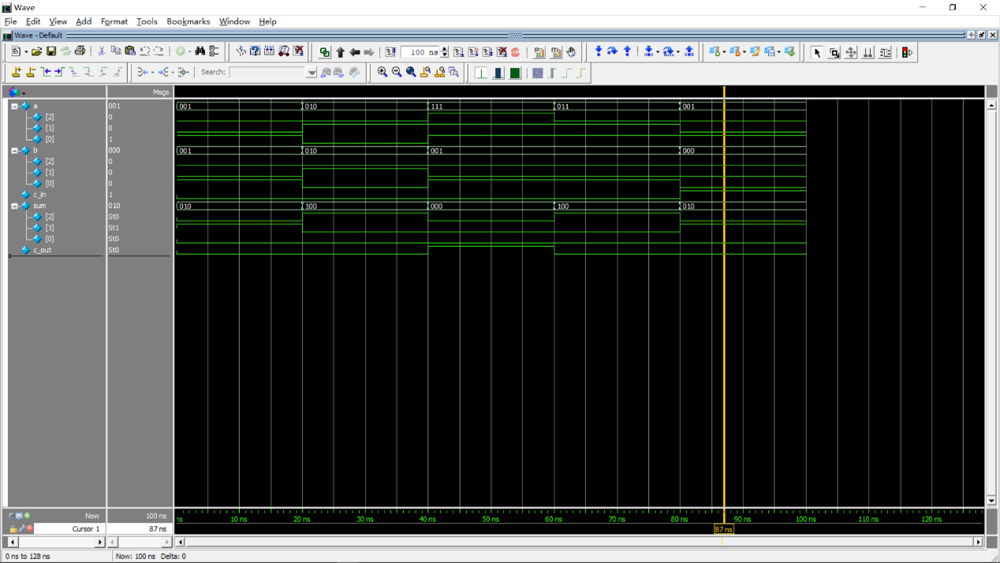 Wave
File Edit View Add Format Tools Bookmarks Window Help
Wave - Default
100 ns
Search:
Msgs
a 001 001 010 111 011 001
[2] 0
[1] 0
[0] 1
b 000 001 010 001 000
[2] 0
[1] 0
[0] 0
c_in 1
sum 010 010 100 000 100 010
[2] St0
[1] St1
[0] St0
c_out St0
Now 100 ns ns 10 ns 20 ns 30 ns 40 ns 50 ns 60 ns 70 ns 80 ns 90 ns 100 ns 110 ns 120 ns
Cursor 1 87 ns 87 ns
0 ns to 128 ns Now: 100 ns Delta: 0